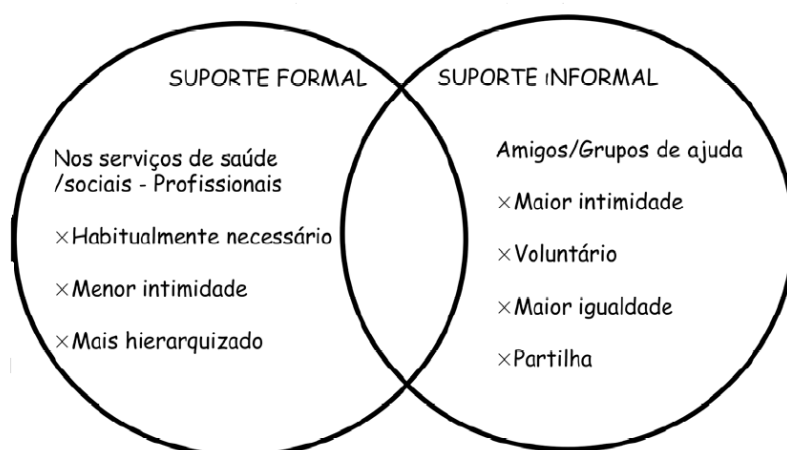 SUPORTE FORMAL
Nos serviços de saúde
/sociais - Profissionais
×Habitualmente necessário
×Menor intimidade
×Mais hierarquizado
SUPORTE INFORMAL
Amigos/Grupos de ajuda
×Maior intimidade
×Voluntário
×Maior igualdade
×Partilha